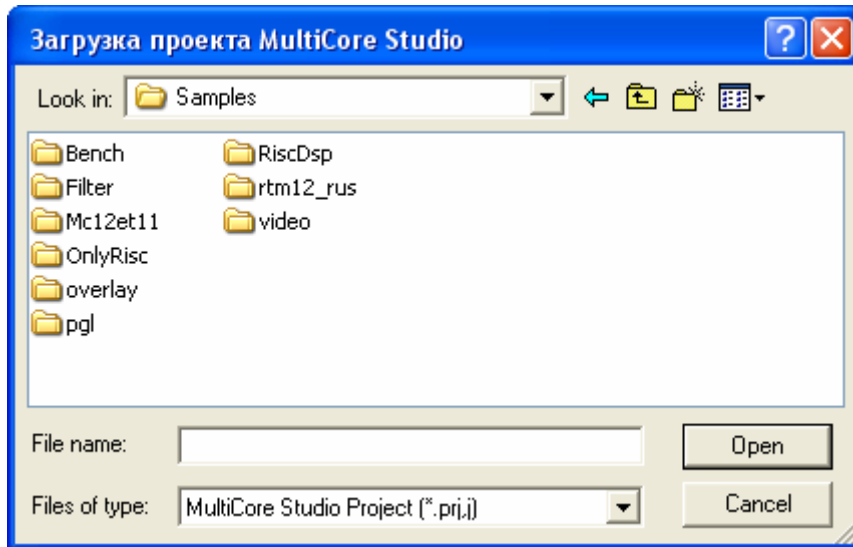 Загрузка проекта MultiCore Studio
Look in: Samples
Bench RiscDsp
Filter rtm12_rus
Mc12et11 video
OnlyRisc
overlay
pgl
File name: Open
Files of type: MultiCore Studio Project (*.prj,j) Cancel